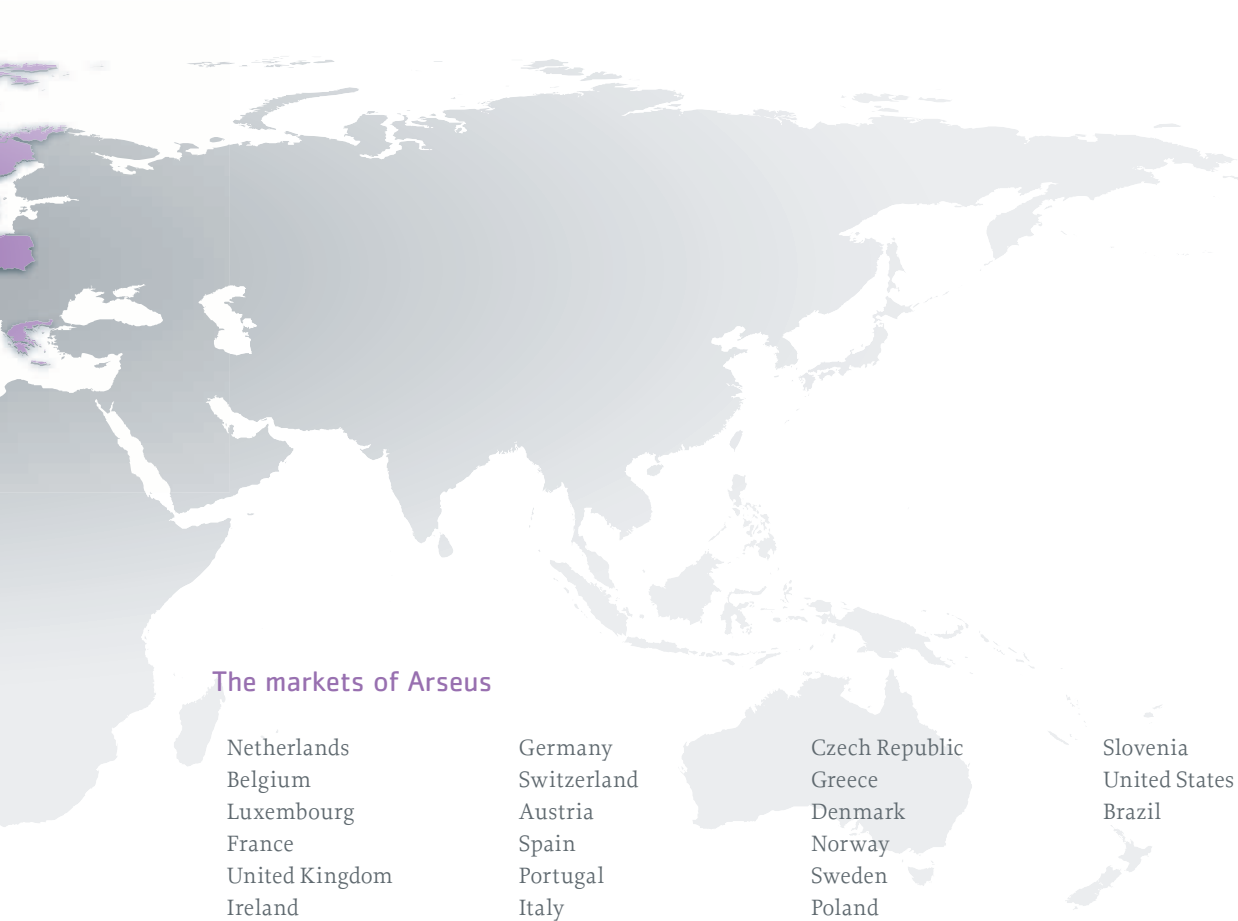 The markets of Arseus
Netherlands
Belgium
Luxembourg
France
United Kingdom
Ireland
Germany
Switzerland
Austria
Spain
Portugal
Italy
Czech Republic
Greece
Denmark
Norway
Sweden
Poland
Slovenia
United States
Brazil